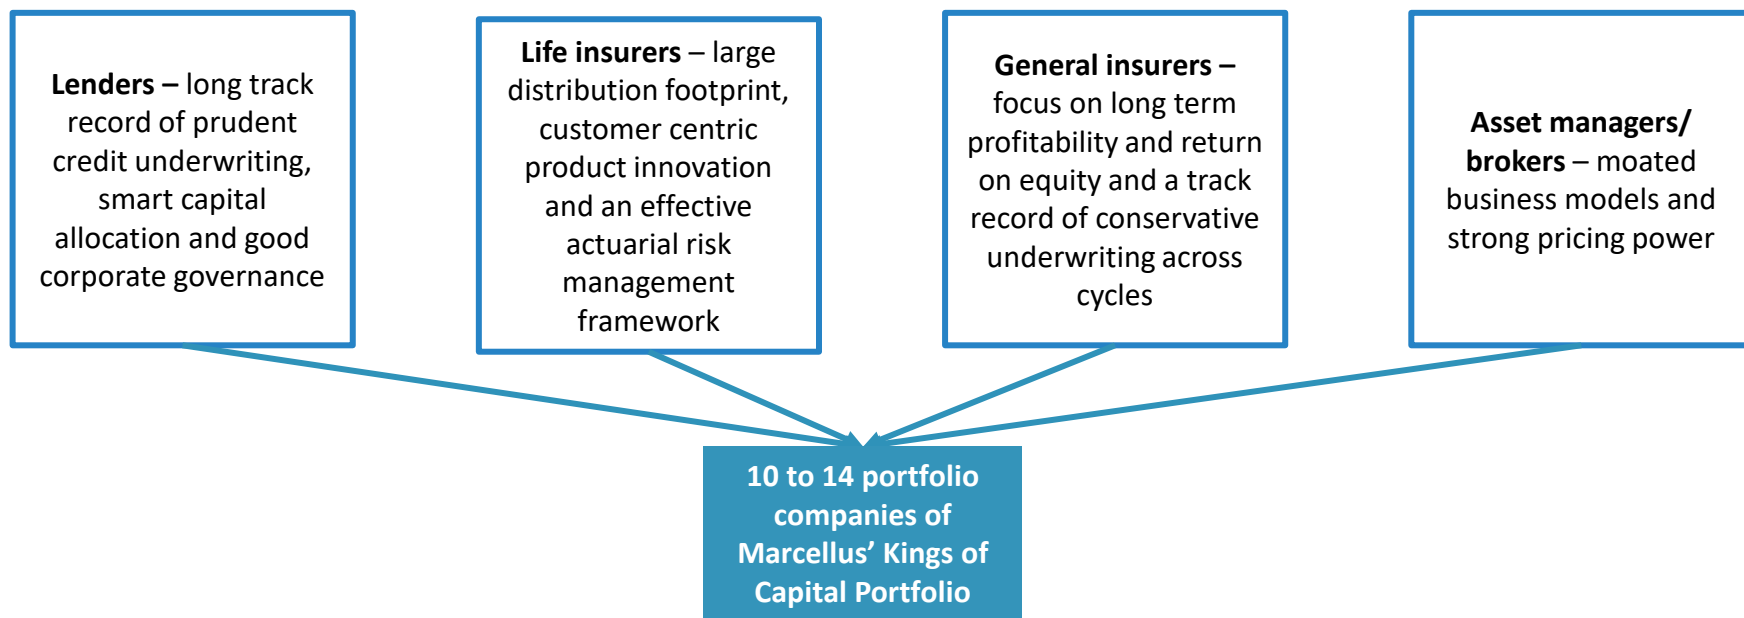 Lenders – long track
record of prudent
credit underwriting,
smart capital
allocation and good
corporate governance
Life insurers – large
distribution footprint,
customer centric
product innovation
and an effective
actuarial risk
management
framework
General insurers –
focus on long term
profitability and return
on equity and a track
record of conservative
underwriting across
cycles
Asset managers/
brokers – moated
business models and
strong pricing power
10 to 14 portfolio
companies of
Marcellus’ Kings of
Capital Portfolio